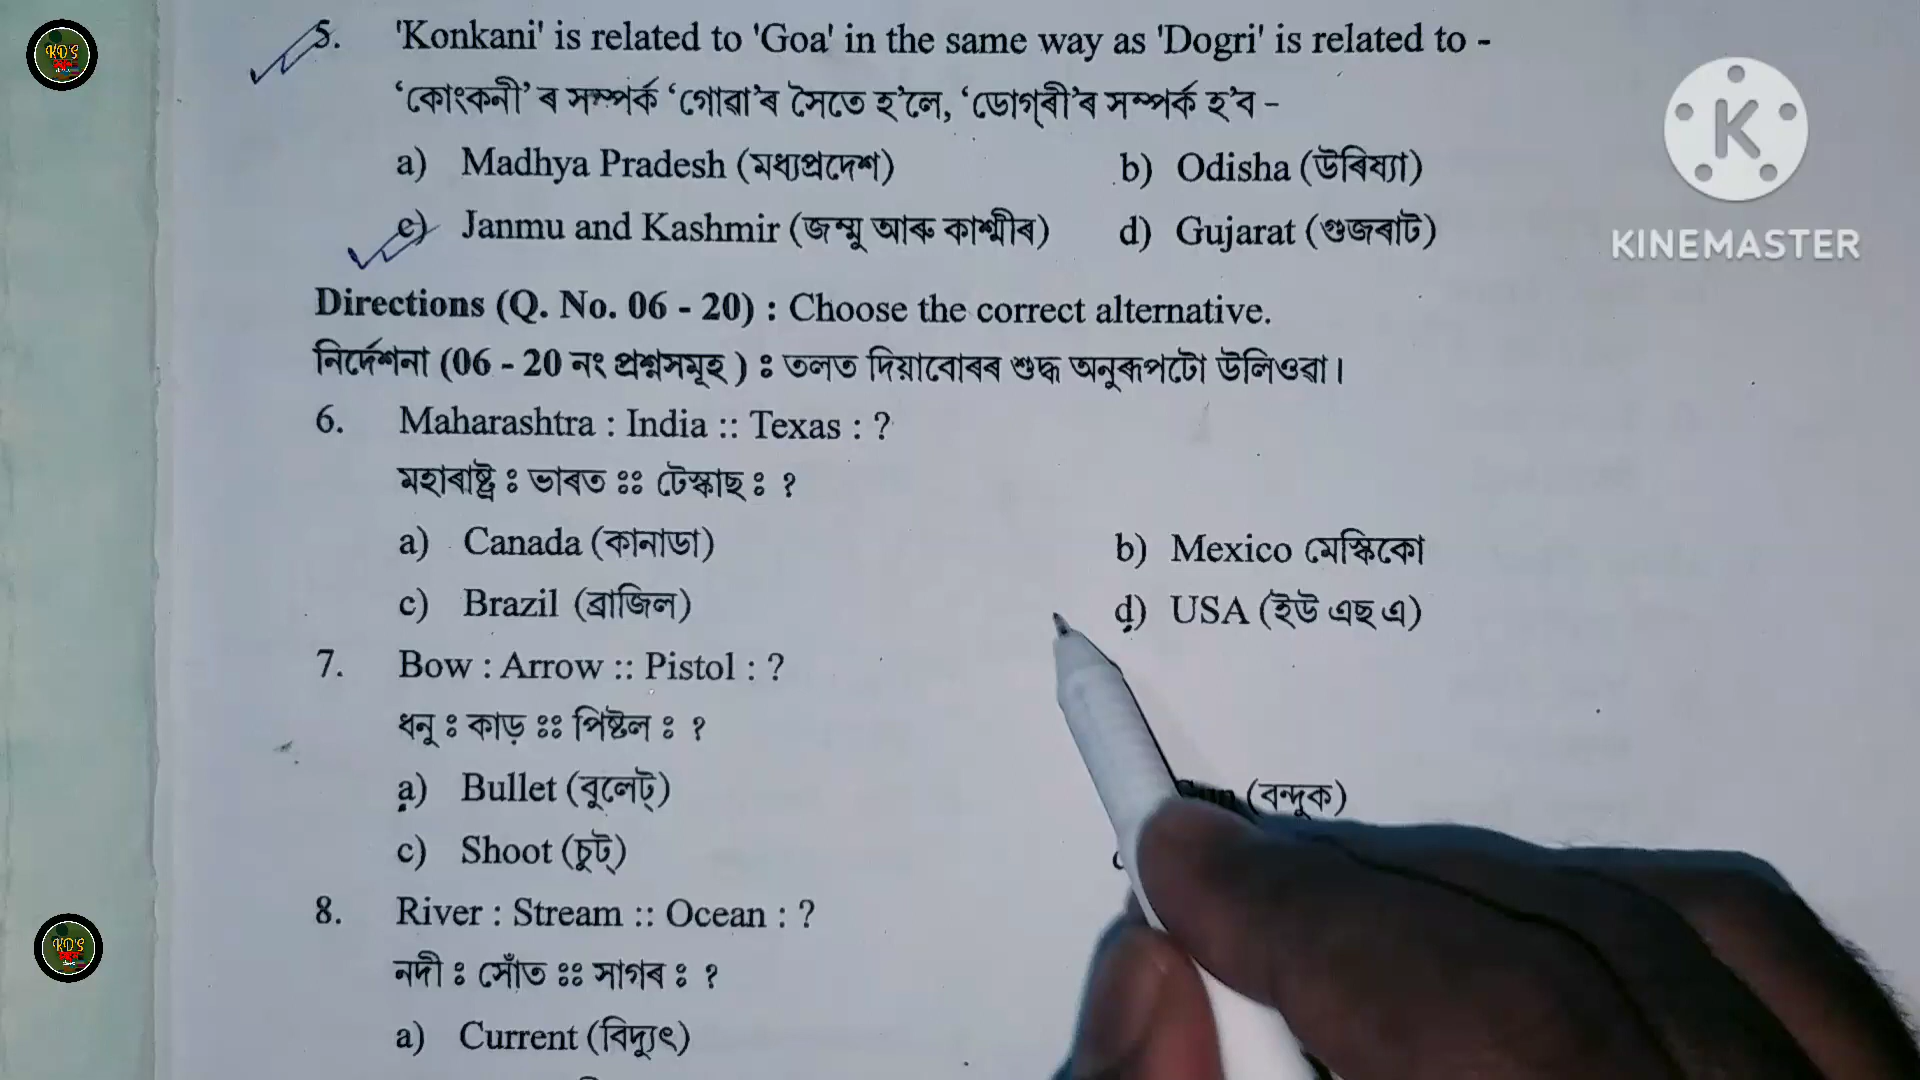 5. 'Konkani' is related to 'Goa' in the same way as 'Dogri' is related to -
‘কোংকনী’ ৰ সম্পৰ্ক ‘গোৱা’ৰ সৈতে হ’লে, ‘ডোগ্ৰী’ৰ সম্পৰ্ক হ’ব –
a) Madhya Pradesh (মধ্যপ্ৰদেশ) b) Odisha (উৰিষ্যা)
c) Janmu and Kashmir (জম্মু আৰু কাশ্মীৰ) d) Gujarat (গুজৰাট)
Directions (Q. No. 06 - 20) : Choose the correct alternative.
নিৰ্দেশনা (06 - 20 নং প্ৰশ্নসমূহ ) ঃ তলত দিয়াবোৰৰ শুদ্ধ অনুৰূপটো উলিওৱা।
6. Maharashtra : India :: Texas : ?
মহাৰাষ্ট্ৰ ঃ ভাৰত ঃঃ টেক্সাছ ঃ ?
a) Canada (কানাডা) b) Mexico মেক্সিকো
c) Brazil (ব্ৰাজিল) d) USA (ইউ এছ এ)
7. Bow : Arrow :: Pistol : ?
ধনু ঃ কাড় ঃঃ পিষ্টল ঃ ?
a) Bullet (বুলেট্) (বন্দুক)
c) Shoot (চুট্)
8. River : Stream :: Ocean : ?
নদী ঃ সোঁত ঃঃ সাগৰ ঃ ?
a) Current (বিদ্যুৎ)
KINEMASTER
K
KD'S
KD'S